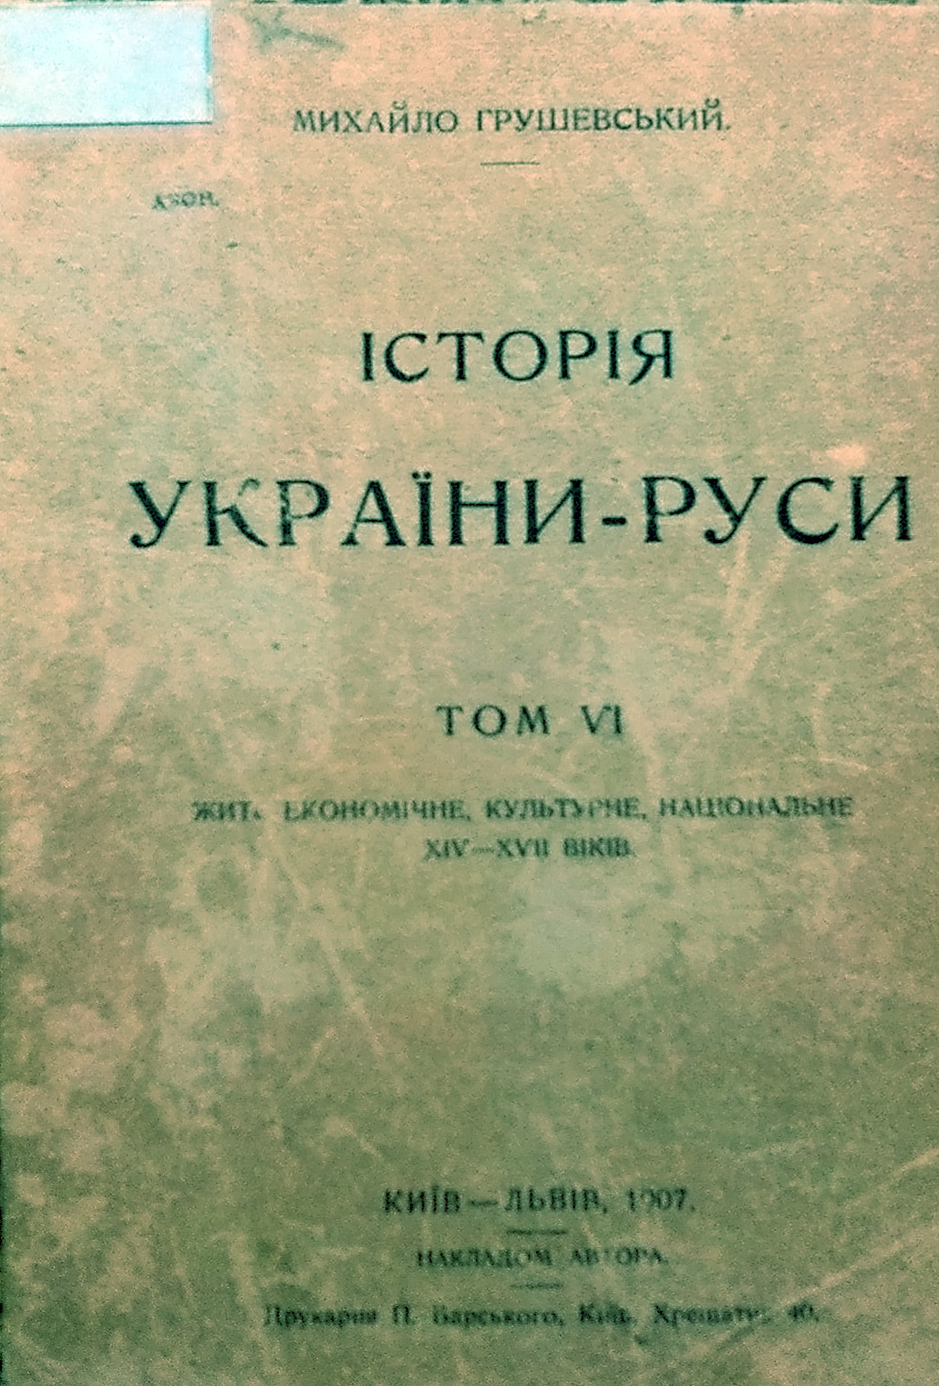 МИХАЙЛО ГРУШЕВСЬКИЙ.
ІСТОРІЯ
УКРАЇНИ-РУСИ
ТОМ VI
ЕКОНОМІЧНЕ, КУЛЬТУРНЕ, НАЦІОНАЛЬНЕ
XIV—XVII ВІКІВ.
КИЇВ—ЛЬВІВ, 1907.
НАКЛАДОМ АВТОРА.
Друкарня П. Барського, Київ, Хрещатик 40.